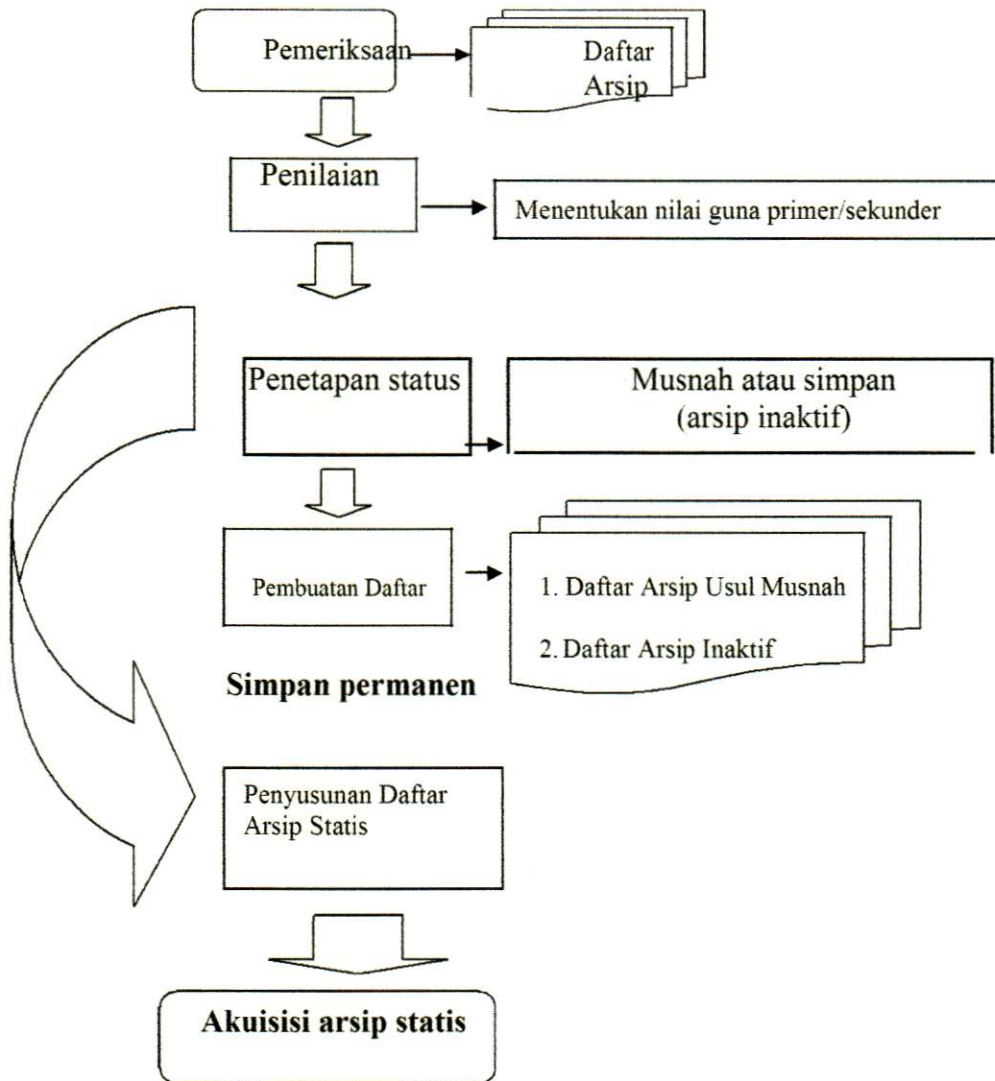 Pemeriksaan
Daftar
Arsip
Penilaian
Menentukan nilai guna primer/sekunder
Penetapan status
Musnah atau simpan
(arsip inaktif)
Pembuatan Daftar
1. Daftar Arsip Usul Musnah
2. Daftar Arsip Inaktif
Simpan permanen
Penyusunan Daftar
Arsip Statis
Akuisisi arsip statis